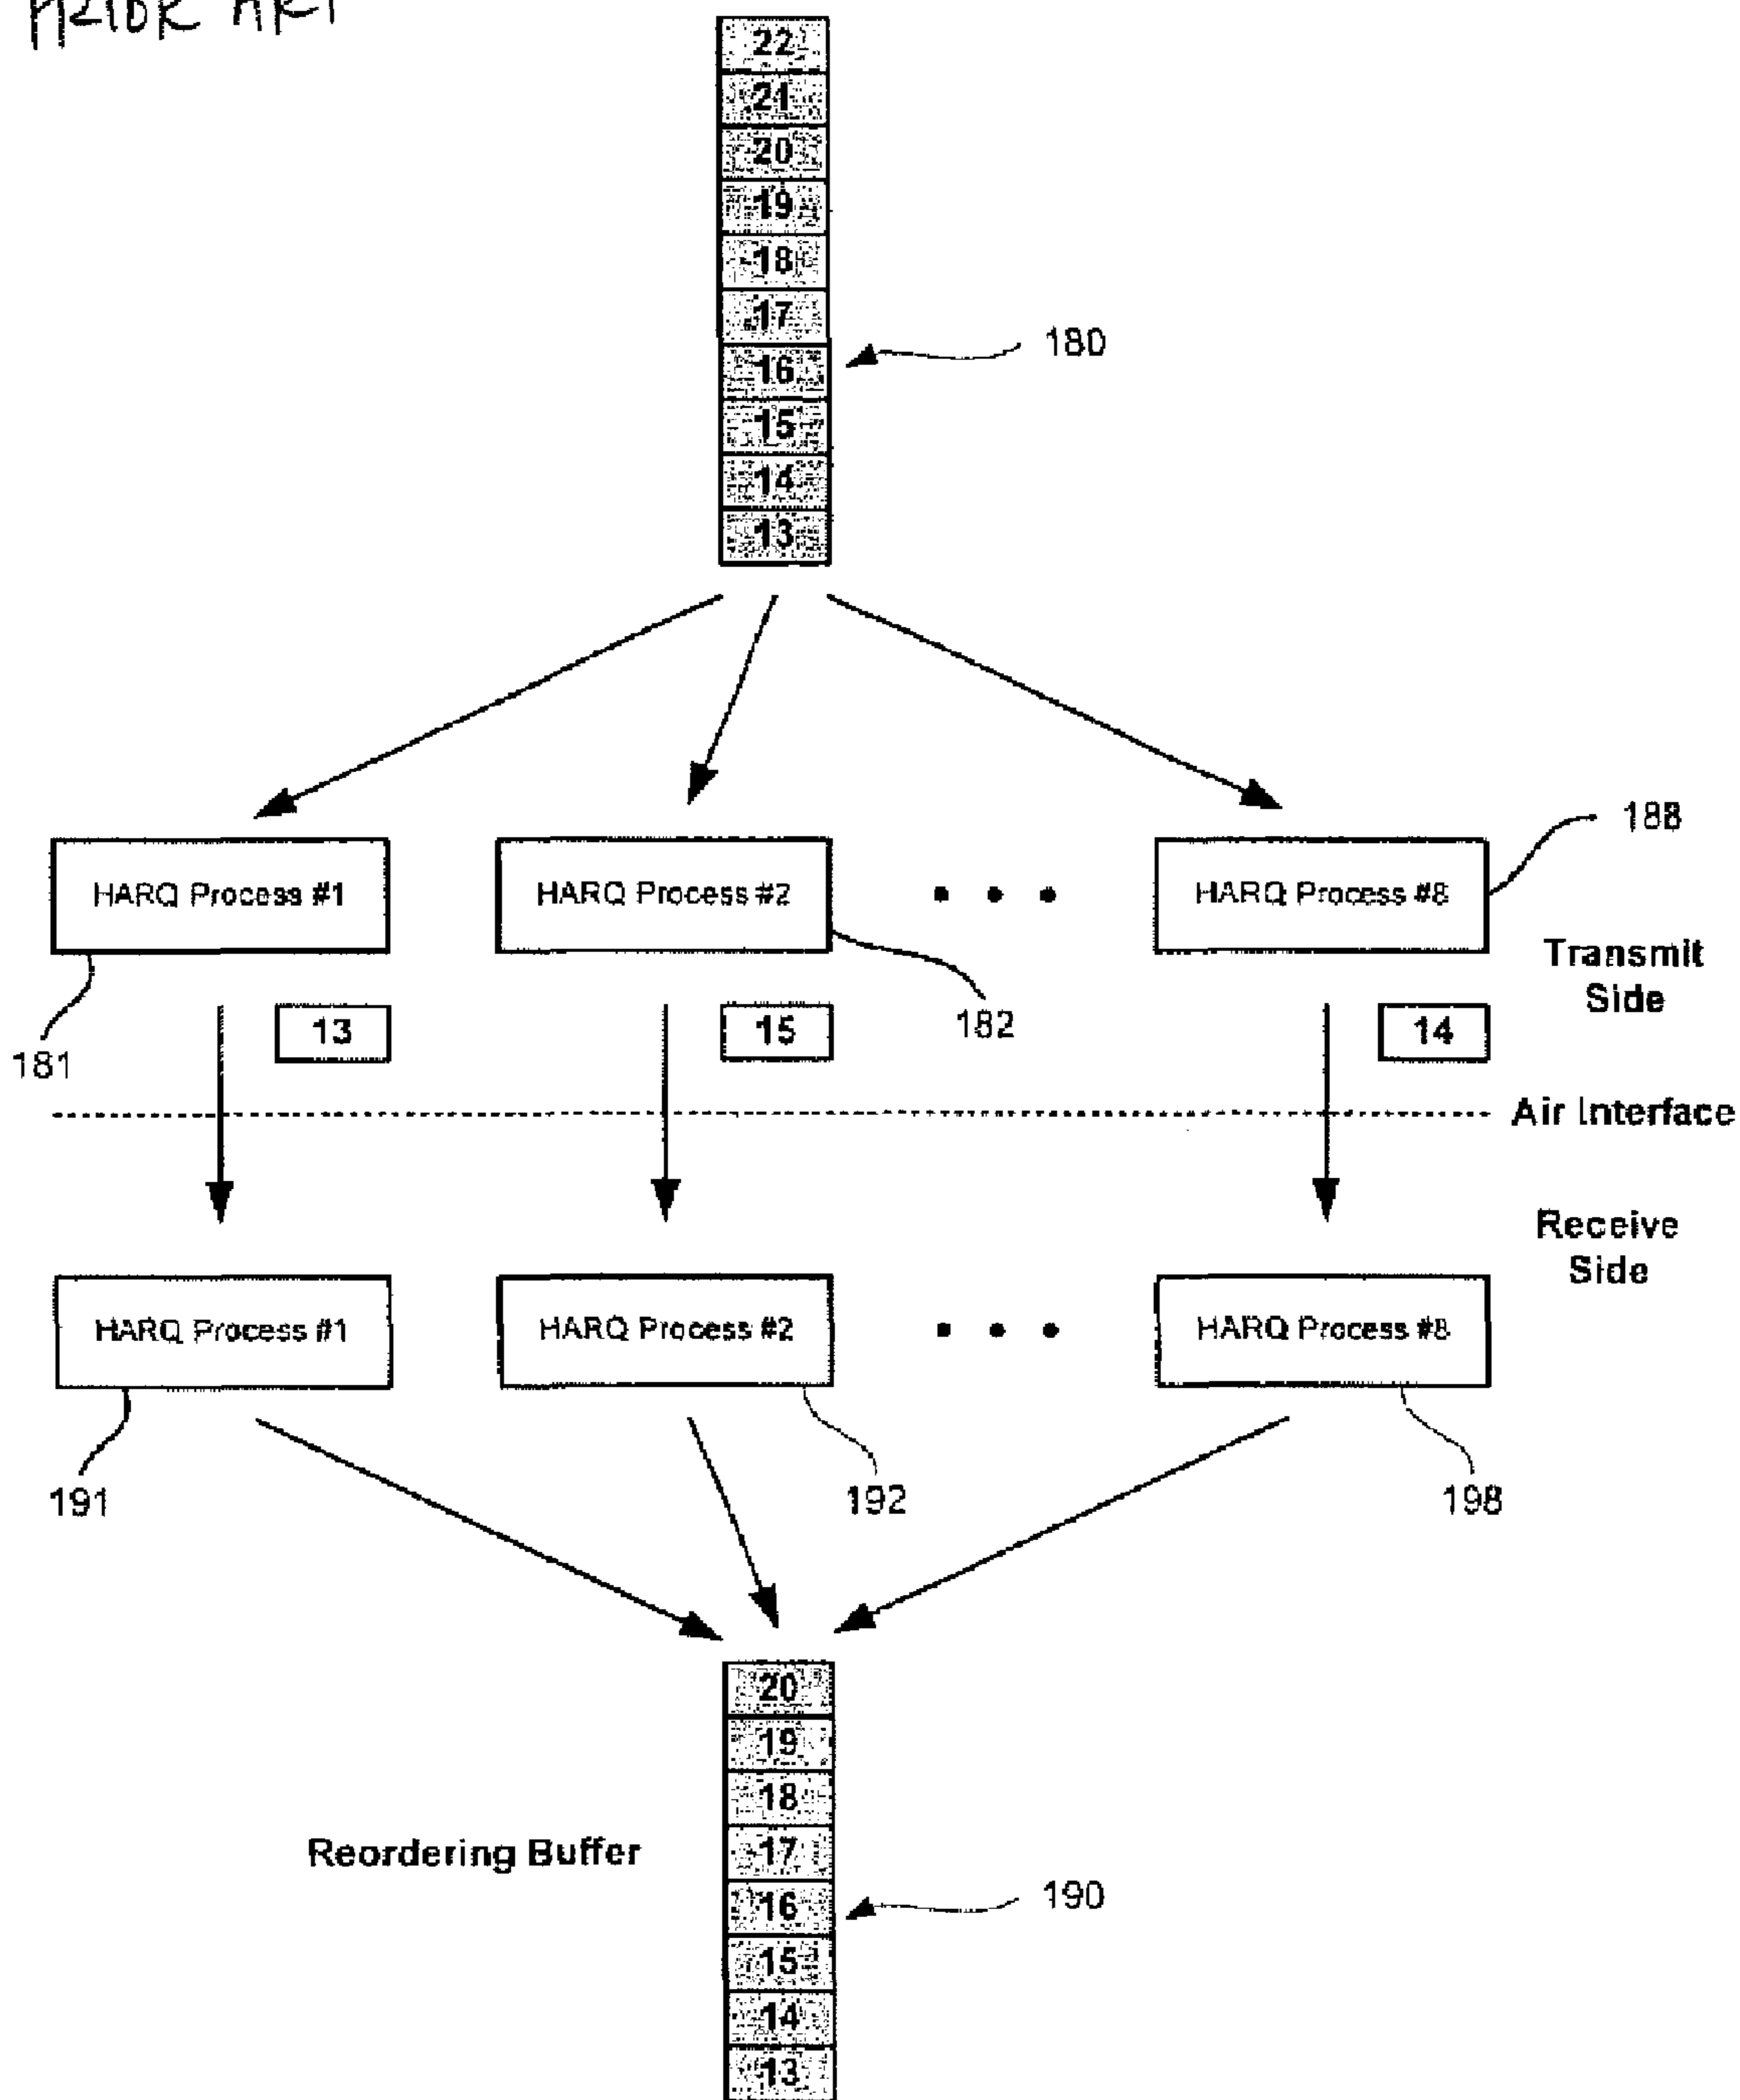 PRIOR ART
22
21
20
19
18
17
16
15
14
13
180
188
HARQ Process #1
HARQ Process #2
HARQ Process #8
Transmit
Side
181
13
15
182
14
Air Interface
Receive
Side
HARQ Process #1
HARQ Process #2
HARQ Process #8
191
192
198
20
19
18
17
16
15
14
13
Reordering Buffer
190